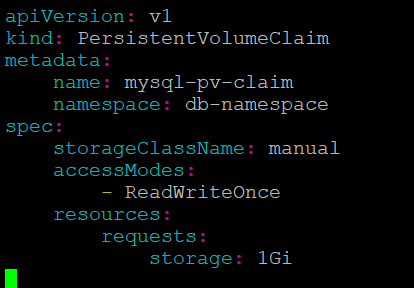 apiVersion: v1
kind: PersistentVolumeClaim
metadata:
    name: mysql-pv-claim
    namespace: db-namespace
spec:
    storageClassName: manual
    accessModes:
        - ReadWriteOnce
    resources:
        requests:
            storage: 1Gi